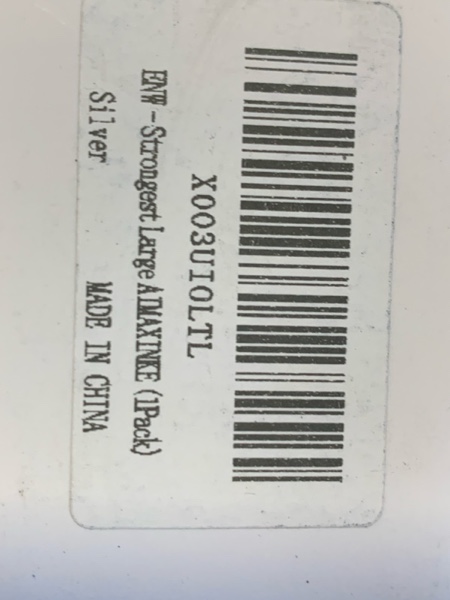 X003UIOLTL
ENW -Strongest Large AIMAXINKE (1Pack)
Silver MADE IN CHINA